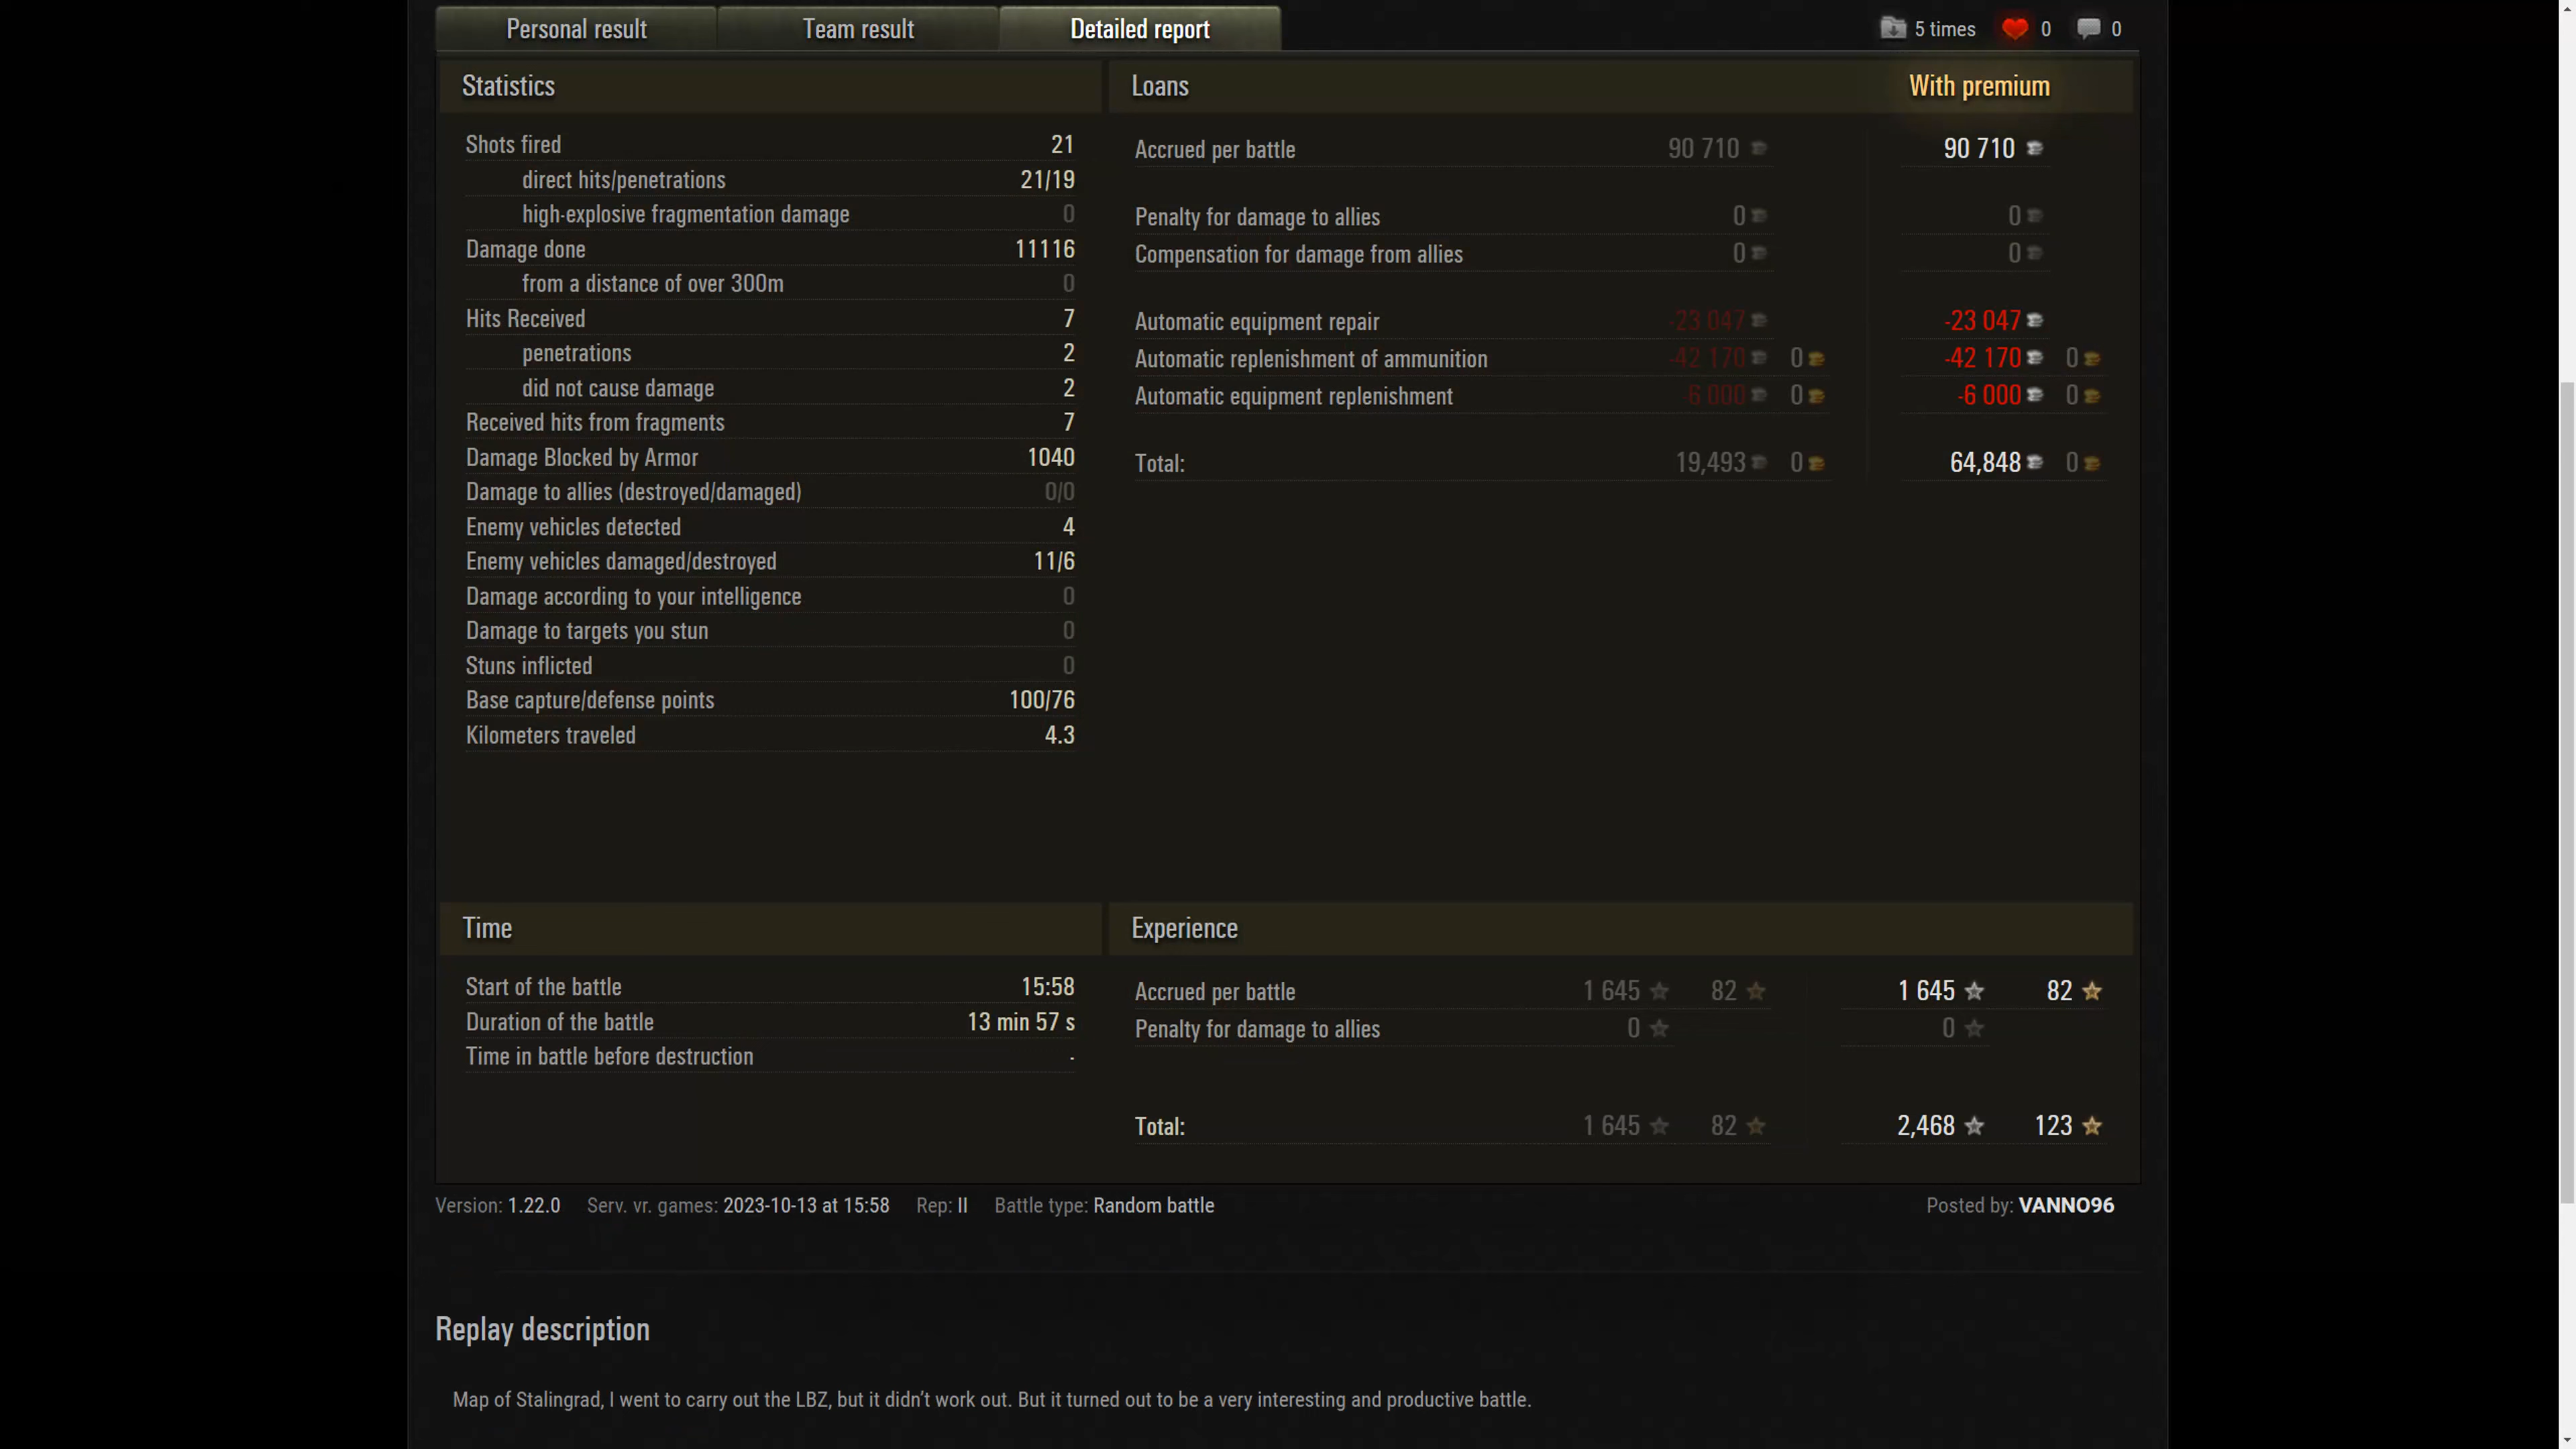 Personal result Team result Detailed report 5 times 0 0
Statistics
Shots fired 21
direct hits/penetrations 21/19
high-explosive fragmentation damage 0
Damage done 11116
from a distance of over 300m 0
Hits Received 7
penetrations 2
did not cause damage 2
Received hits from fragments 7
Damage Blocked by Armor 1040
Damage to allies (destroyed/damaged) 0/0
Enemy vehicles detected 4
Enemy vehicles damaged/destroyed 11/6
Damage according to your intelligence 0
Damage to targets you stun 0
Stuns inflicted 0
Base capture/defense points 100/76
Kilometers traveled 4.3
Loans With premium
Accrued per battle 90 710 90 710
Penalty for damage to allies 0 0
Compensation for damage from allies 0 0
Automatic equipment repair -23 047 -23 047
Automatic replenishment of ammunition -42 170 0 -42 170 0
Automatic equipment replenishment -6 000 0 -6 000 0
Total: 19,493 0 64,848 0
Time
Start of the battle 15:58
Duration of the battle 13 min 57 s
Time in battle before destruction -
Experience
Accrued per battle 1 645 82 1 645 82
Penalty for damage to allies 0 0
Total: 1 645 82 2,468 123
Version: 1.22.0 Serv. vr. games: 2023-10-13 at 15:58 Rep: II Battle type: Random battle Posted by: VANNO96
Replay description
Map of Stalingrad, I went to carry out the LBZ, but it didn't work out. But it turned out to be a very interesting and productive battle.